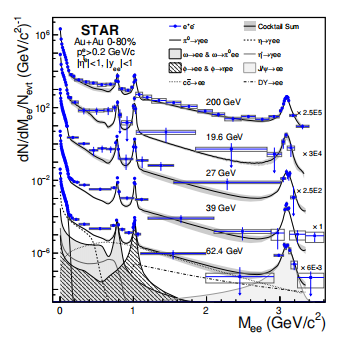 STAR
Au+Au 0-80%
p_T^e>0.2 GeV/c
|η^e|<1, |y_ee|<1
e⁺e⁻
Cocktail Sum
π⁰→γee
η→γee
ω→ee & ω→π⁰ee
η'→γee
φ→ee & φ→ηee
J/ψ→ee
cc̄→ee
DY→ee
dN/dM_ee/N_evt (GeV/c²)⁻¹
10²
10⁻²
10⁻⁶
200 GeV
×2.5E5
19.6 GeV
×3E4
27 GeV
×2.5E2
39 GeV
×1
62.4 GeV
×6E-3
0 1 2 3
M_ee (GeV/c²)